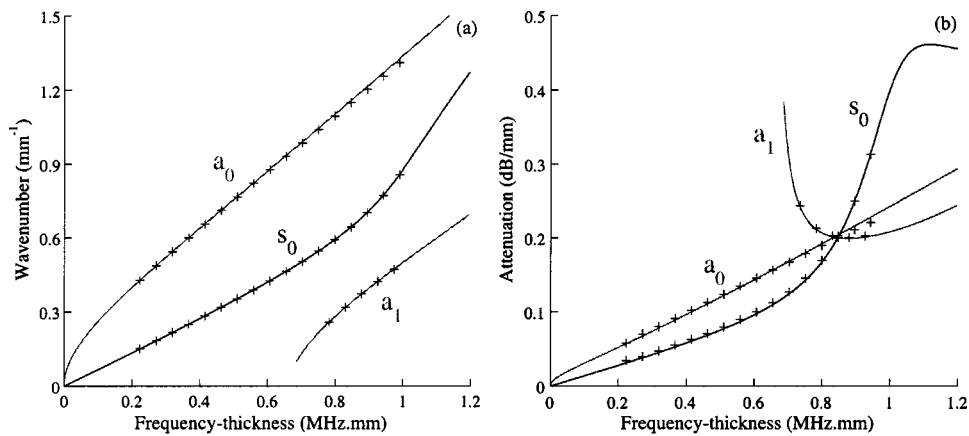 (a)
1.5
1.2
0.9
0.6
0.3
0
Wavenumber (mm⁻¹)
a₀
s₀
a₁
0 0.2 0.4 0.6 0.8 1 1.2
Frequency-thickness (MHz.mm)
(b)
0.5
0.4
0.3
0.2
0.1
0
Attenuation (dB/mm)
a₁
s₀
a₀
0 0.2 0.4 0.6 0.8 1 1.2
Frequency-thickness (MHz.mm)